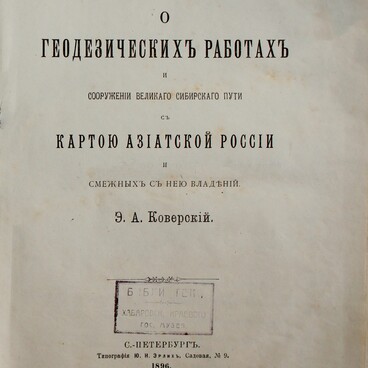 О
ГЕОДЕЗИЧЕСКИХЪ РАБОТАХЪ
И
СООРУЖЕНІИ ВЕЛИКАГО СИБИРСКАГО ПУТИ
СЪ
КАРТОЮ АЗІАТСКОЙ РОССІИ
И
СМЕЖНЫХЪ СЪ НЕЮ ВЛАДѢНІЙ.
Э. А. Коверскій.
С.-ПЕТЕРБУРГЪ.
Типографія Ю. Н. Эрлихъ, Садовая, № 9.
1896.